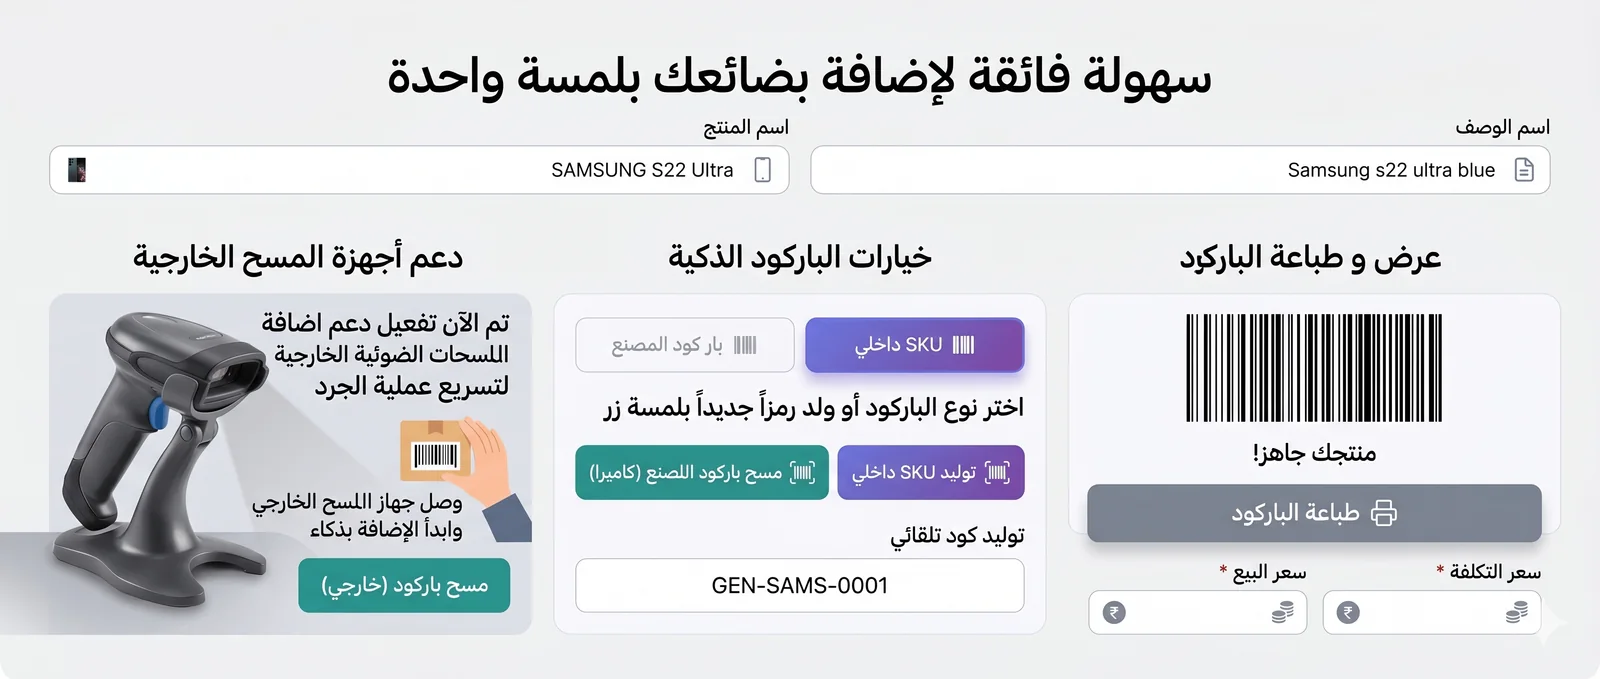 سهولة فائقة لإضافة بضائعك بلمسة واحدة
اسم الوصف
Samsung s22 ultra blue
اسم المنتج
SAMSUNG S22 Ultra
عرض و طباعة الباركرد
منتجك جاهز!
طباعة الباركود
سعر التكلفة *
₹
سعر البيع *
₹
خيارات الباركود الذكية
SKU داخلي
بار كود المصنع
اختر نوع الباركود أو ولد رمزاً جديداً بلمسة زر
توليد SKU داخلي
مسح باركود اللصنع (كاميرا)
توليد كود تلقائي
GEN-SAMS-0001
دعم أجهزة المسح الخارجية
تم الآن تفعيل دعم اضافة
اللسحات الضوئية الخارجية
لتسريع عملية الجرد
وصل جهاز اللسح الخارجي
وابدأ الإضافة بذكاء
مسح باركود (خارجي)